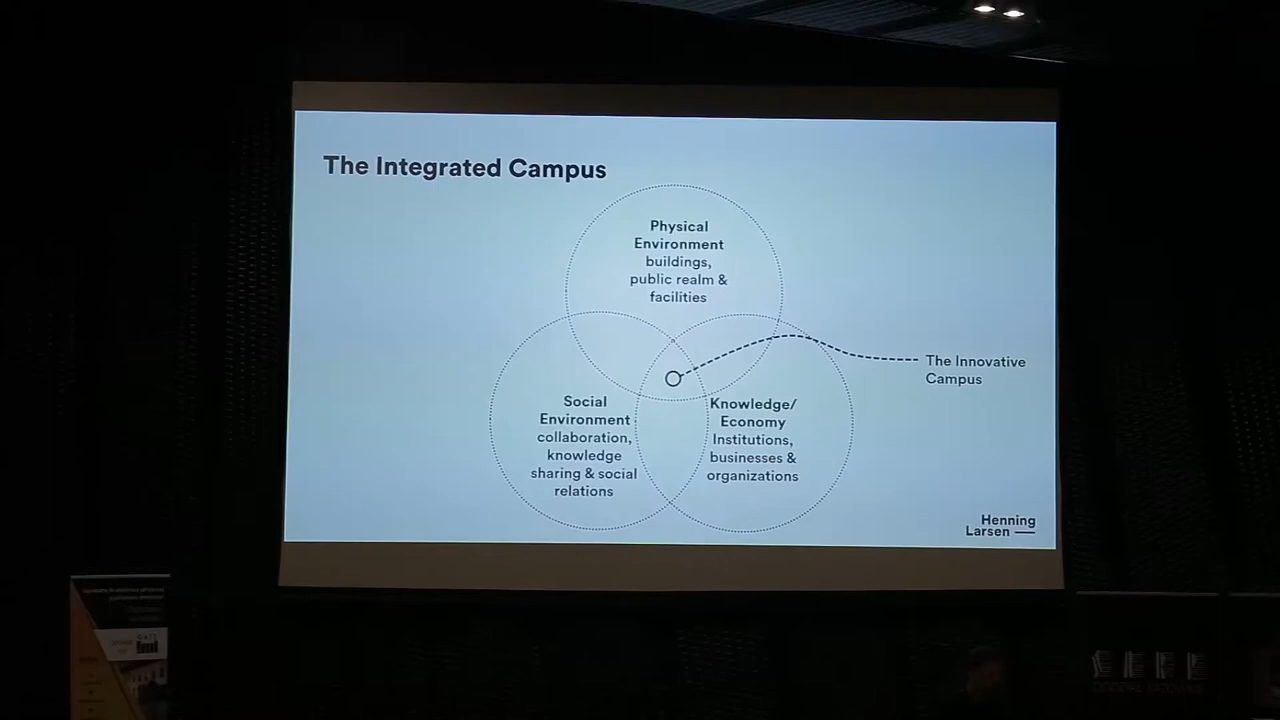 The Integrated Campus
Physical
Environment
buildings,
public realm &
facilities
The Innovative
Campus
Social
Environment
collaboration,
knowledge
sharing & social
relations
Knowledge/
Economy
Institutions,
businesses &
organizations
Henning
Larsen